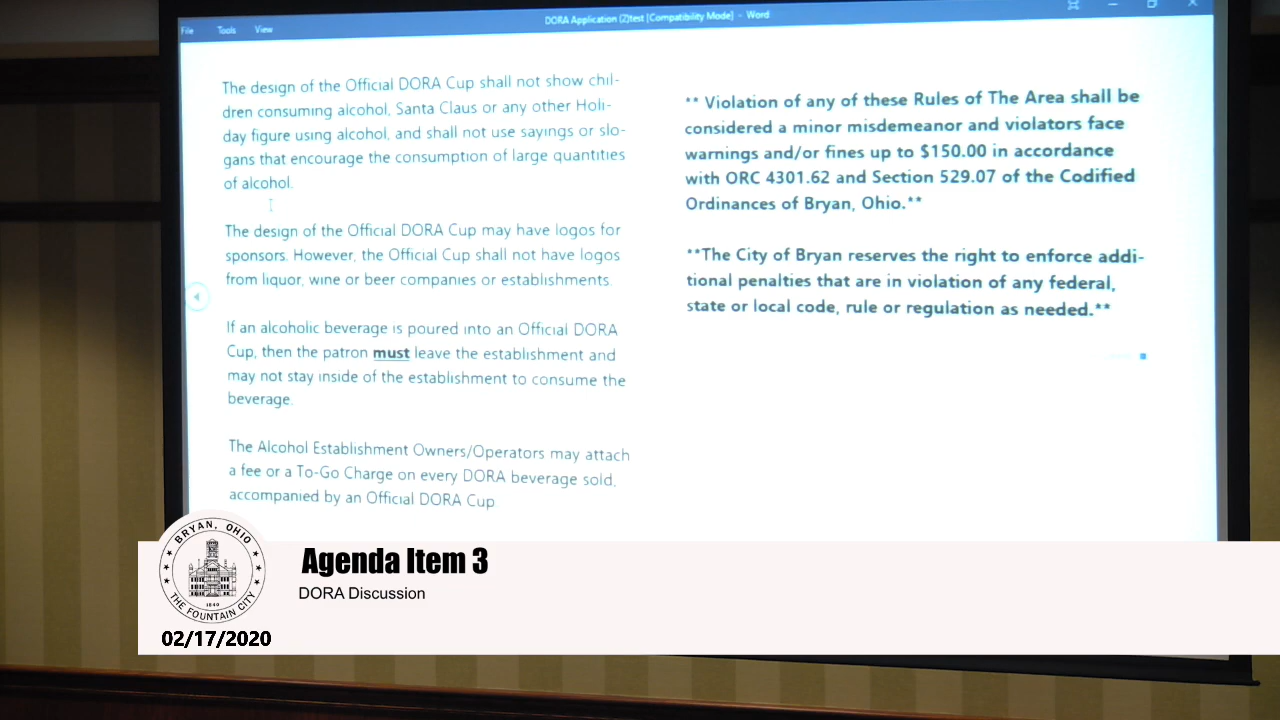 DORA Application (2)test [Compatibility Mode] - Word
File Tools View
The design of the Official DORA Cup shall not show chil-
dren consuming alcohol, Santa Claus or any other Holi-
day figure using alcohol, and shall not use sayings or slo-
gans that encourage the consumption of large quantities
of alcohol.
The design of the Official DORA Cup may have logos for
sponsors. However, the Official Cup shall not have logos
from liquor, wine or beer companies or establishments.
If an alcoholic beverage is poured into an Official DORA
Cup, then the patron must leave the establishment and
may not stay inside of the establishment to consume the
beverage.
The Alcohol Establishment Owners/Operators may attach
a fee or a To-Go Charge on every DORA beverage sold,
accompanied by an Official DORA Cup
** Violation of any of these Rules of The Area shall be
considered a minor misdemeanor and violators face
warnings and/or fines up to $150.00 in accordance
with ORC 4301.62 and Section 529.07 of the Codified
Ordinances of Bryan, Ohio.**
**The City of Bryan reserves the right to enforce addi-
tional penalties that are in violation of any federal,
state or local code, rule or regulation as needed.**
BRYAN, OHIO
1840
THE FOUNTAIN CITY
02/17/2020
Agenda Item 3
DORA Discussion